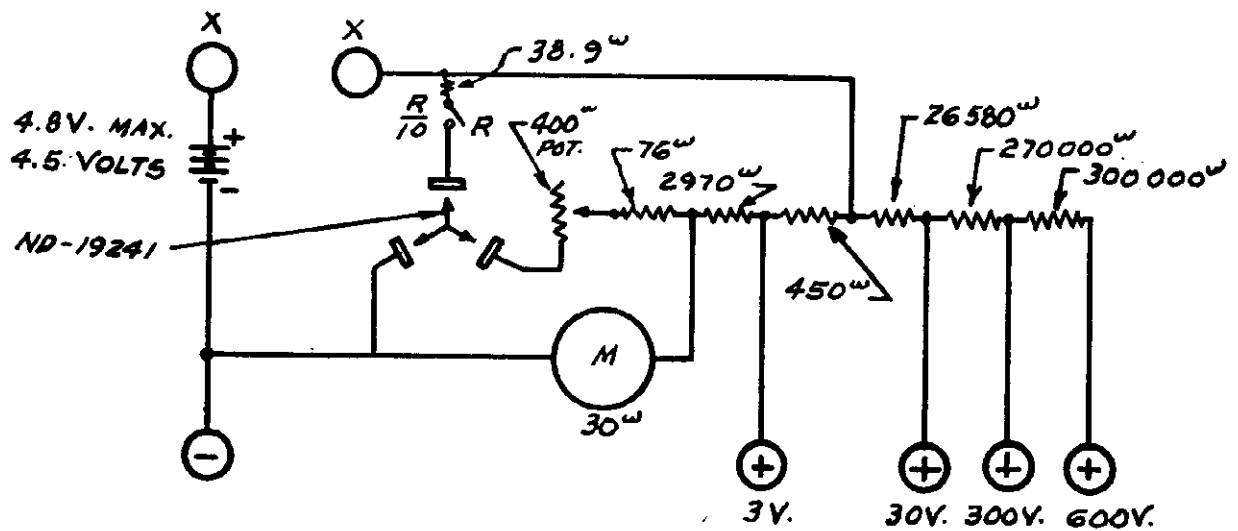 X
X
38.9ω
4.8V. MAX.
4.5 VOLTS
+
-
R
10
R
400ω
POT.
76ω
2970ω
26580ω
270000ω
300000ω
ND-19241
450ω
M
30ω
-
+
+
+
+
3V.
30V.
300V.
600V.